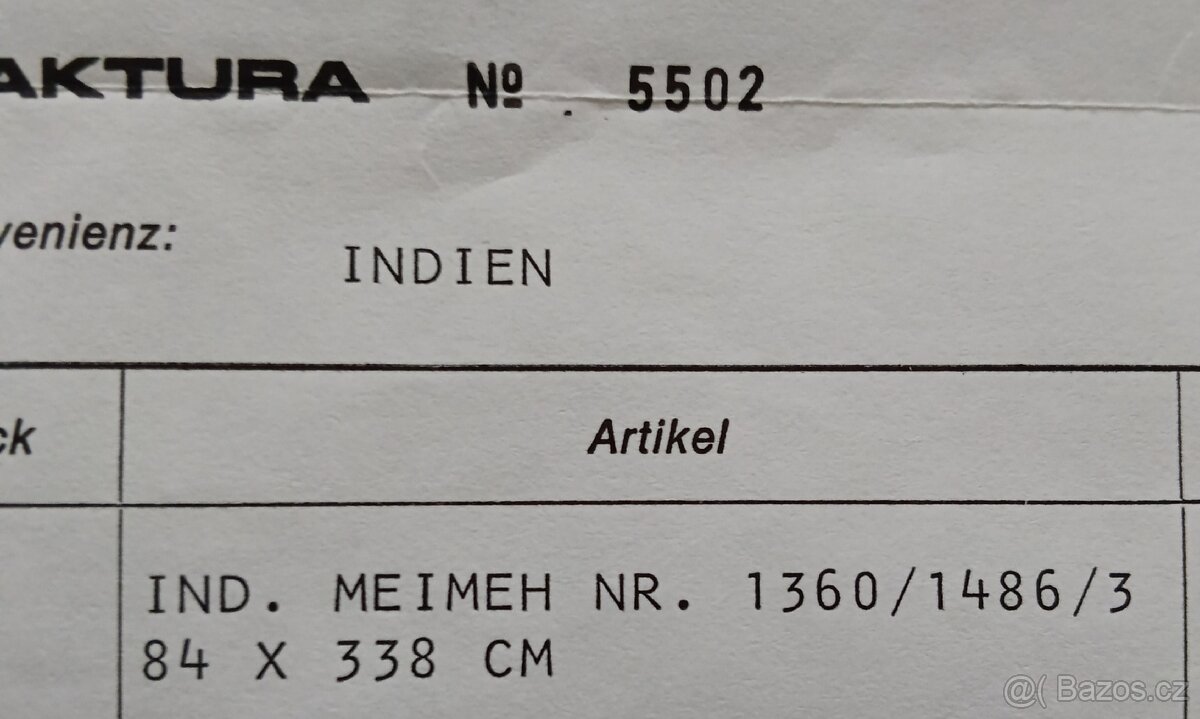 AKTURA Nº. 5502
venienz:
INDIEN
ck
Artikel
IND. MEIMEH NR. 1360/1486/3
84 X 338 CM
@( Bazos.cz